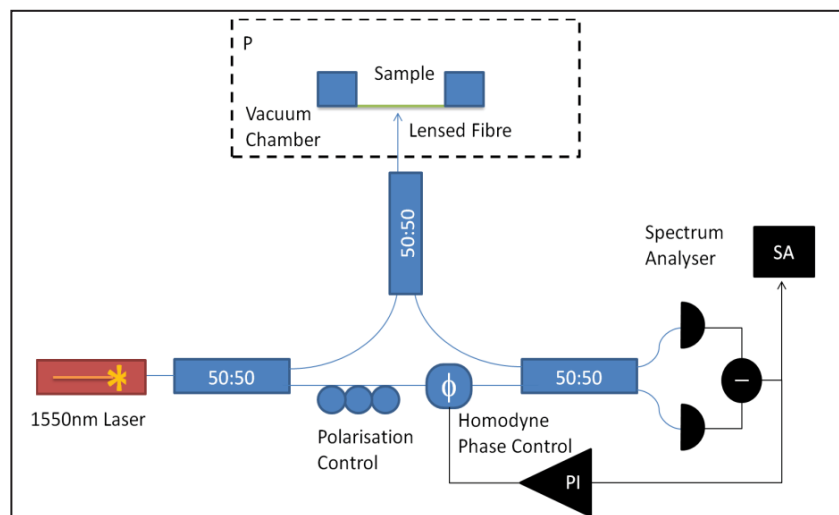 P
Sample
Vacuum
Chamber
Lensed Fibre
50:50
Spectrum
Analyser
SA
50:50
ϕ
50:50
–
1550nm Laser
Polarisation
Control
Homodyne
Phase Control
PI